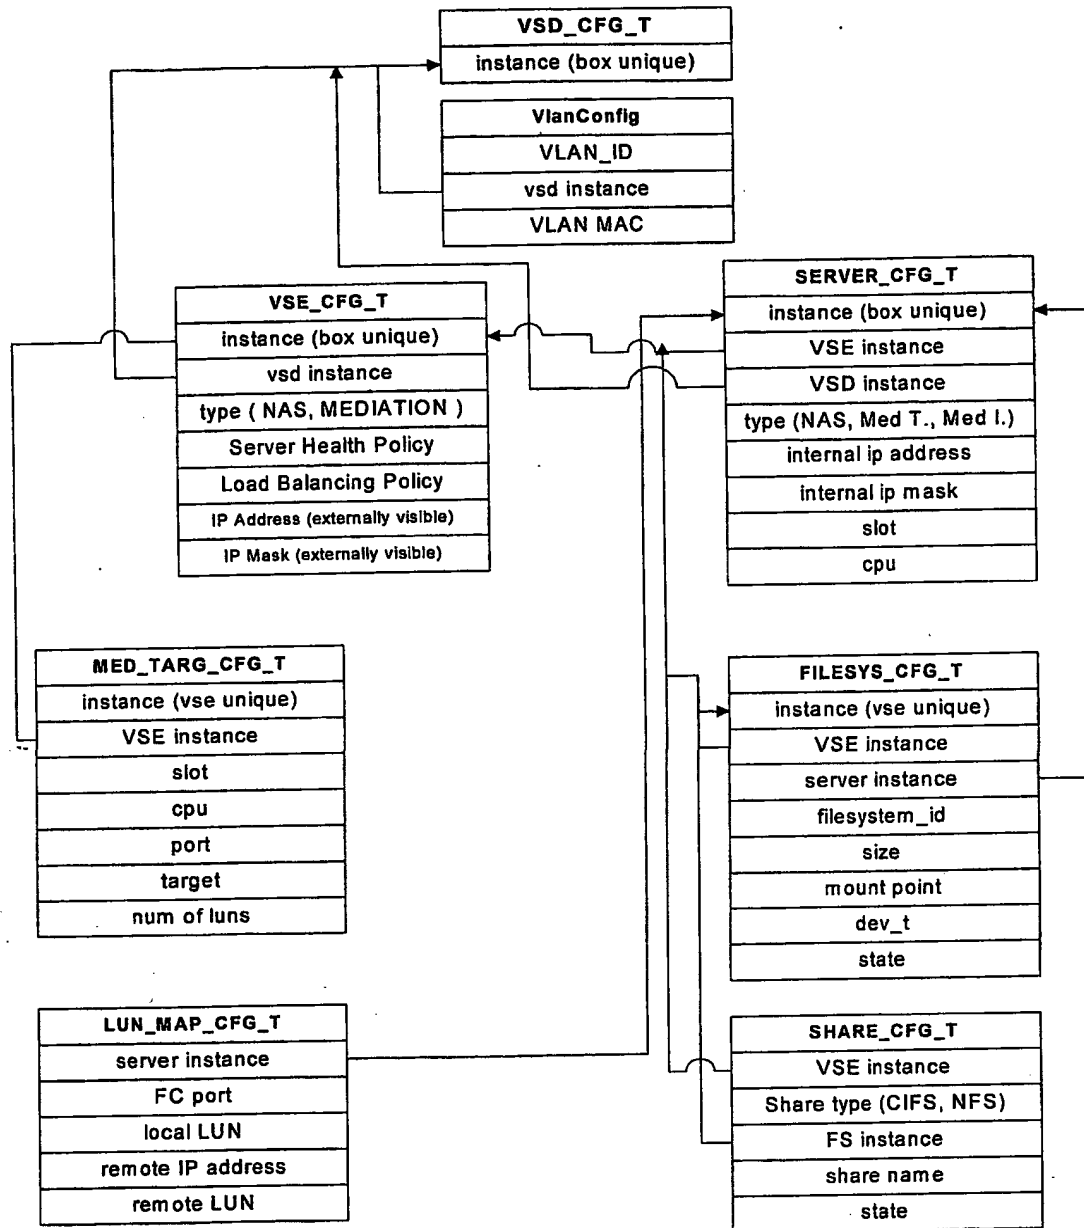 VSD_CFG_T
instance (box unique)
VlanConfig
VLAN_ID
vsd instance
VLAN MAC
VSE_CFG_T
instance (box unique)
vsd instance
type ( NAS, MEDIATION )
Server Health Policy
Load Balancing Policy
IP Address (externally visible)
IP Mask (externally visible)
SERVER_CFG_T
instance (box unique)
VSE instance
VSD instance
type (NAS, Med T., Med I.)
internal ip address
internal ip mask
slot
cpu
MED_TARG_CFG_T
instance (vse unique)
VSE instance
slot
cpu
port
target
num of luns
FILESYS_CFG_T
instance (vse unique)
VSE instance
server instance
filesystem_id
size
mount point
dev_t
state
LUN_MAP_CFG_T
server instance
FC port
local LUN
remote IP address
remote LUN
SHARE_CFG_T
VSE instance
Share type (CIFS, NFS)
FS instance
share name
state